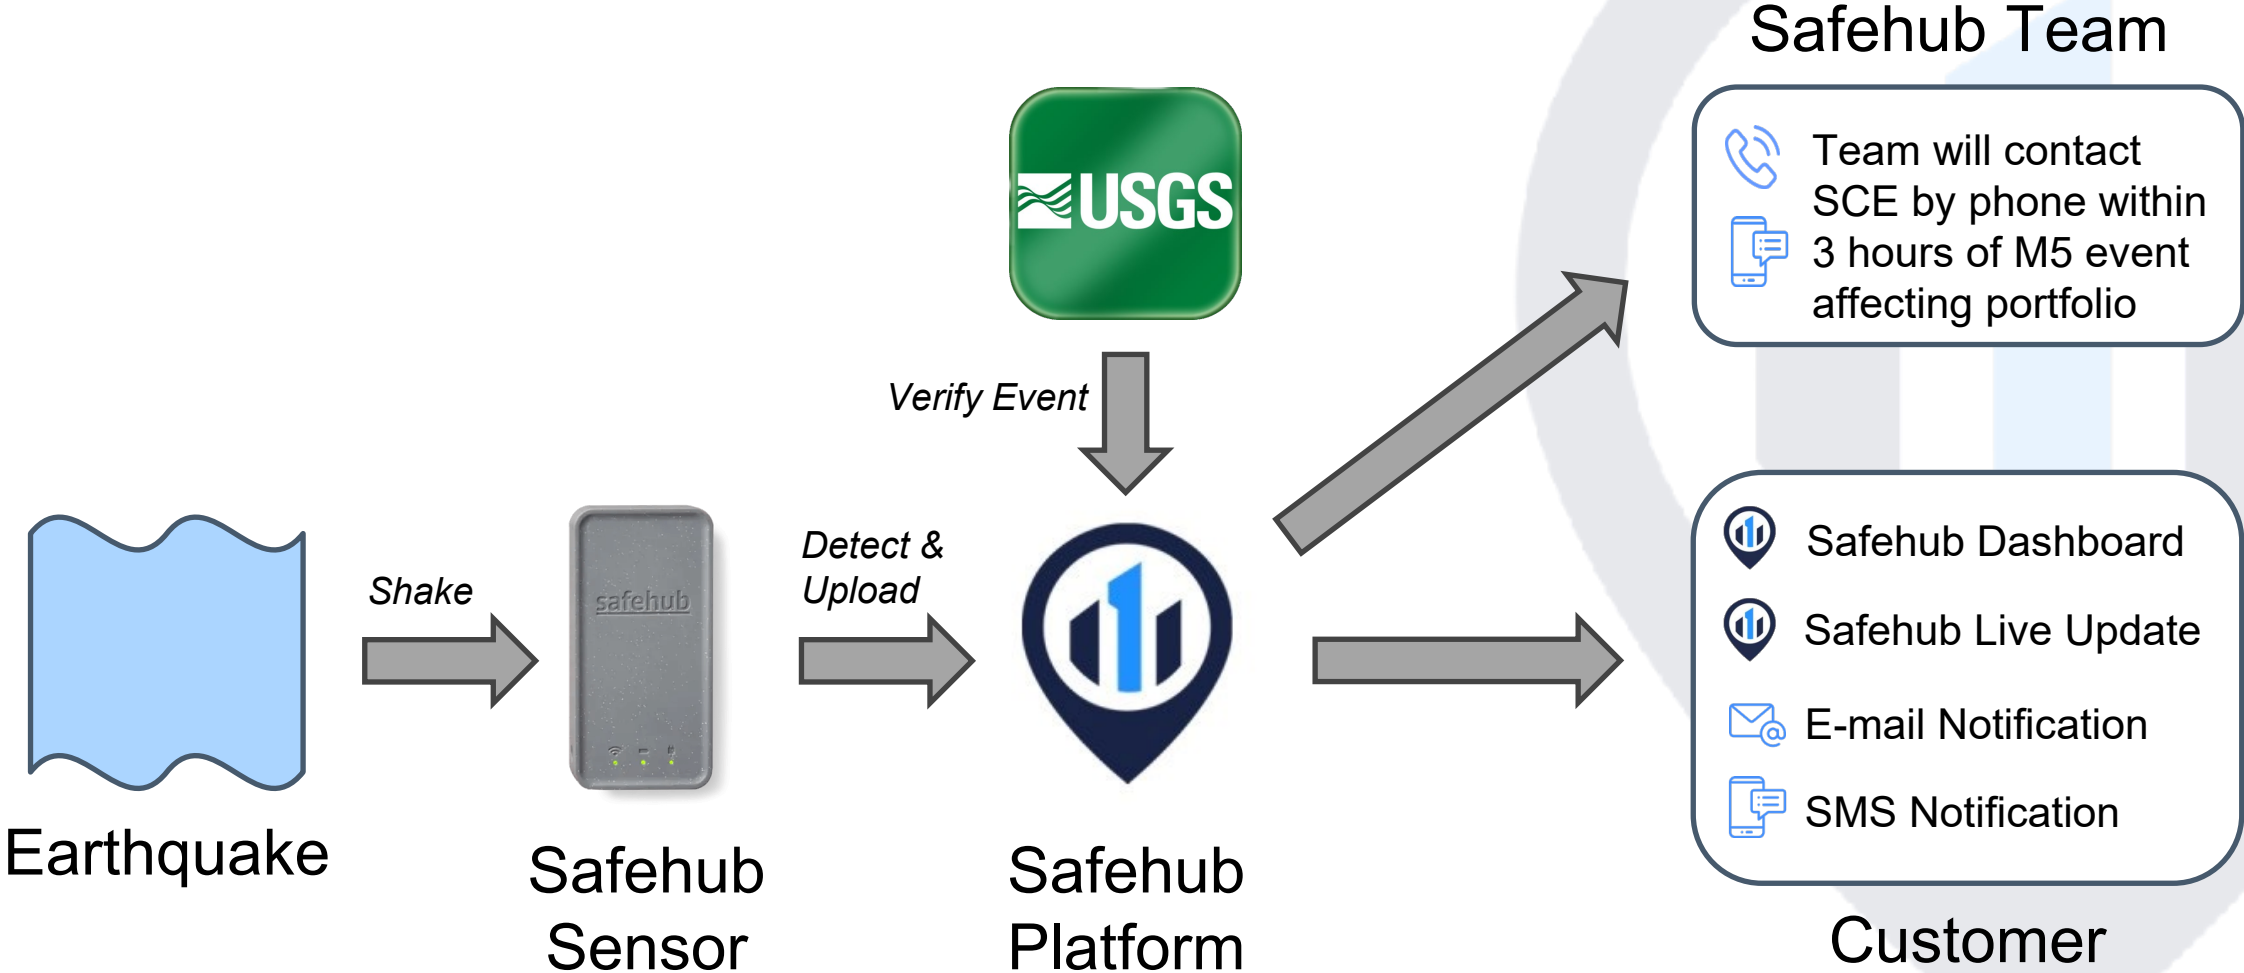 Safehub Team
Team will contact
SCE by phone within
3 hours of M5 event
affecting portfolio
USGS
Verify Event
Shake
safehub
Detect &
Upload
Safehub Dashboard
Safehub Live Update
E-mail Notification
SMS Notification
Earthquake
Safehub
Sensor
Safehub
Platform
Customer